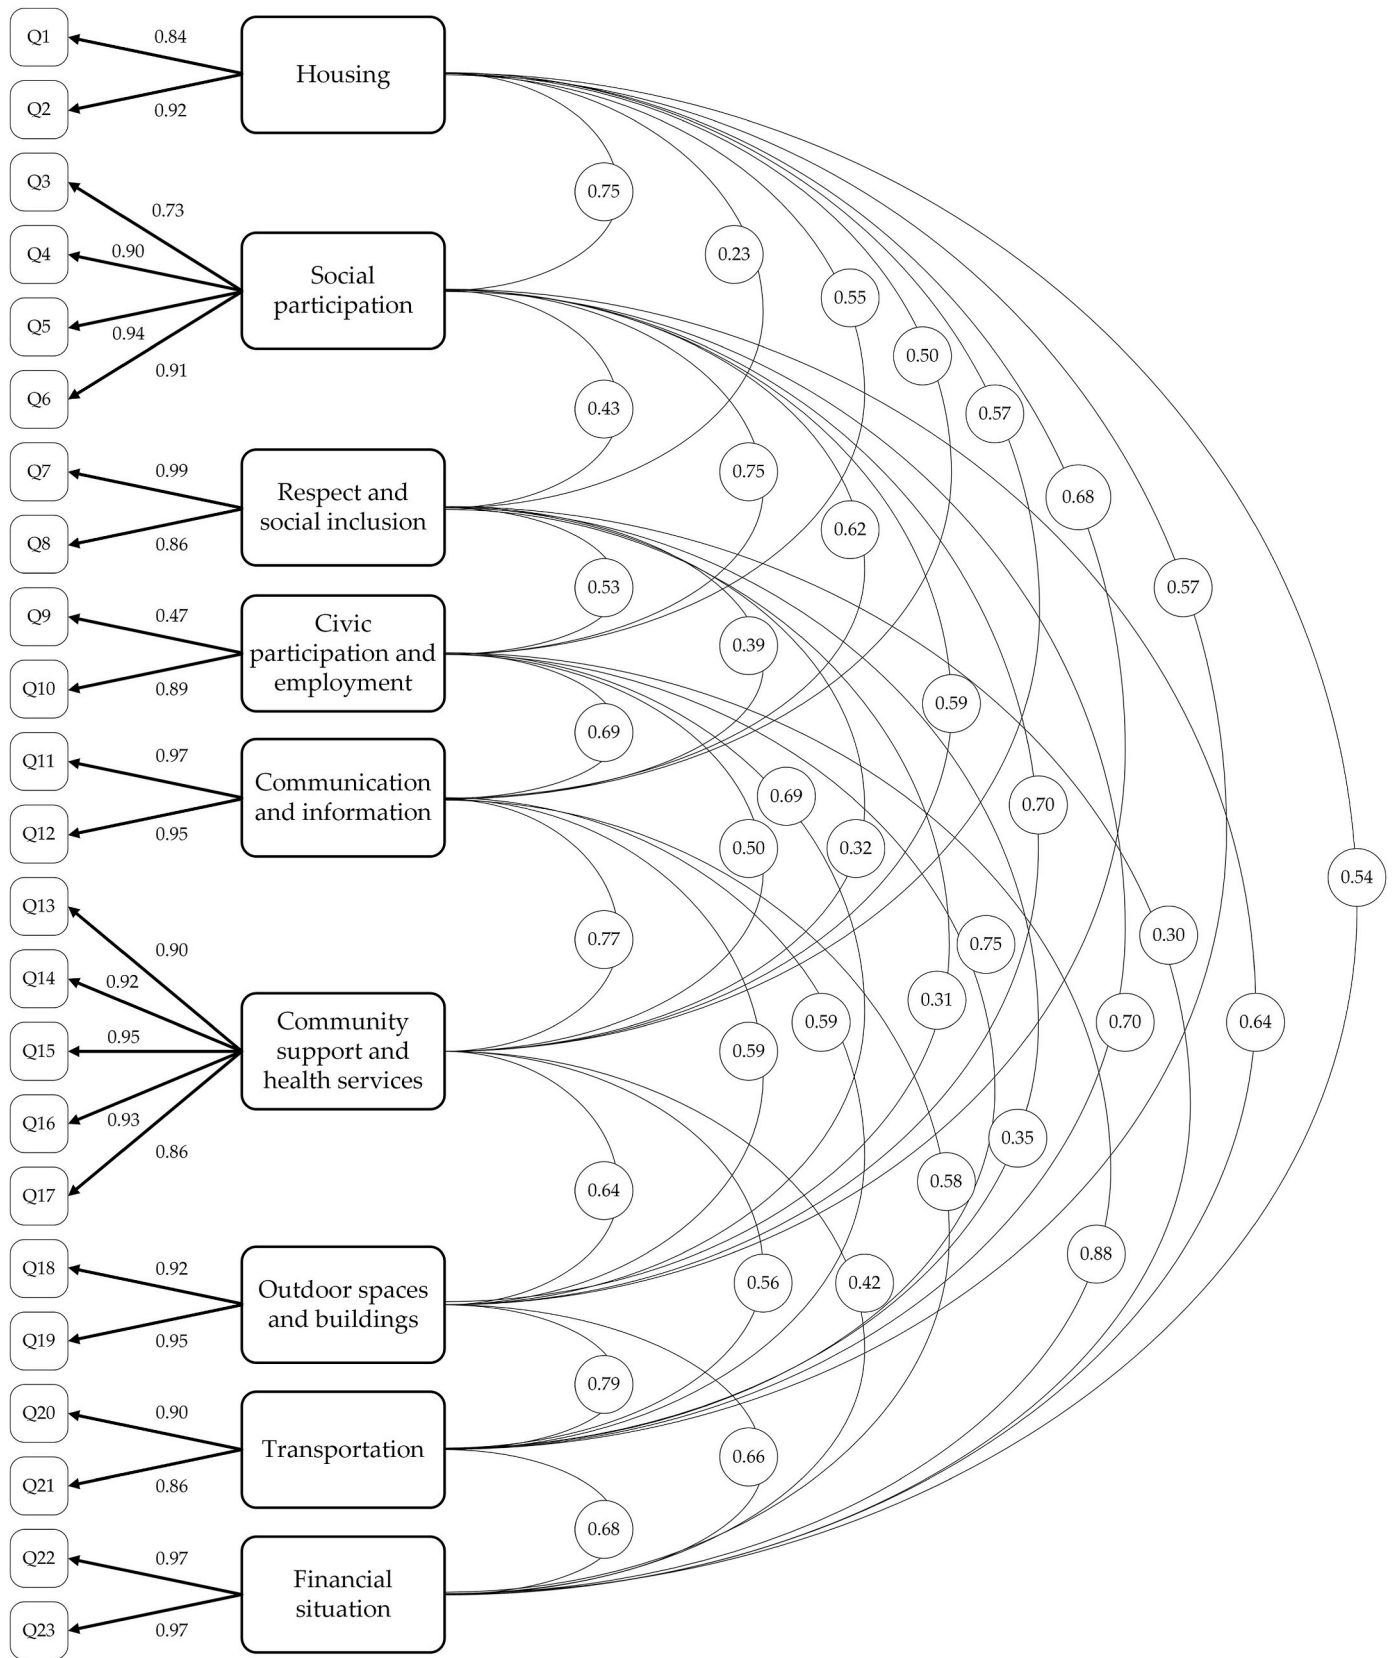 Q1
0.84
Housing
Q2
0.92
Q3
0.73
0.75
Q4
0.90
Social
participation
0.23
Q5
0.94
0.55
Q6
0.91
0.50
0.43
0.57
Q7
0.99
Respect and
social inclusion
0.75
0.68
Q8
0.86
0.62
0.53
0.57
Q9
0.47
Civic
participation and
employment
0.39
Q10
0.89
0.59
0.69
Q11
0.97
Communication
and information
0.69
0.70
Q12
0.95
0.50
0.32
0.54
Q13
0.90
0.77
0.75
0.30
Q14
0.92
Community
support and
health services
0.31
0.59
0.70
0.64
Q15
0.95
0.59
Q16
0.93
0.35
Q17
0.86
0.64
0.58
Q18
0.92
Outdoor spaces
and buildings
0.88
0.56
0.42
Q19
0.95
0.79
Q20
0.90
Transportation
0.66
Q21
0.86
0.68
Q22
0.97
Financial
situation
Q23
0.97